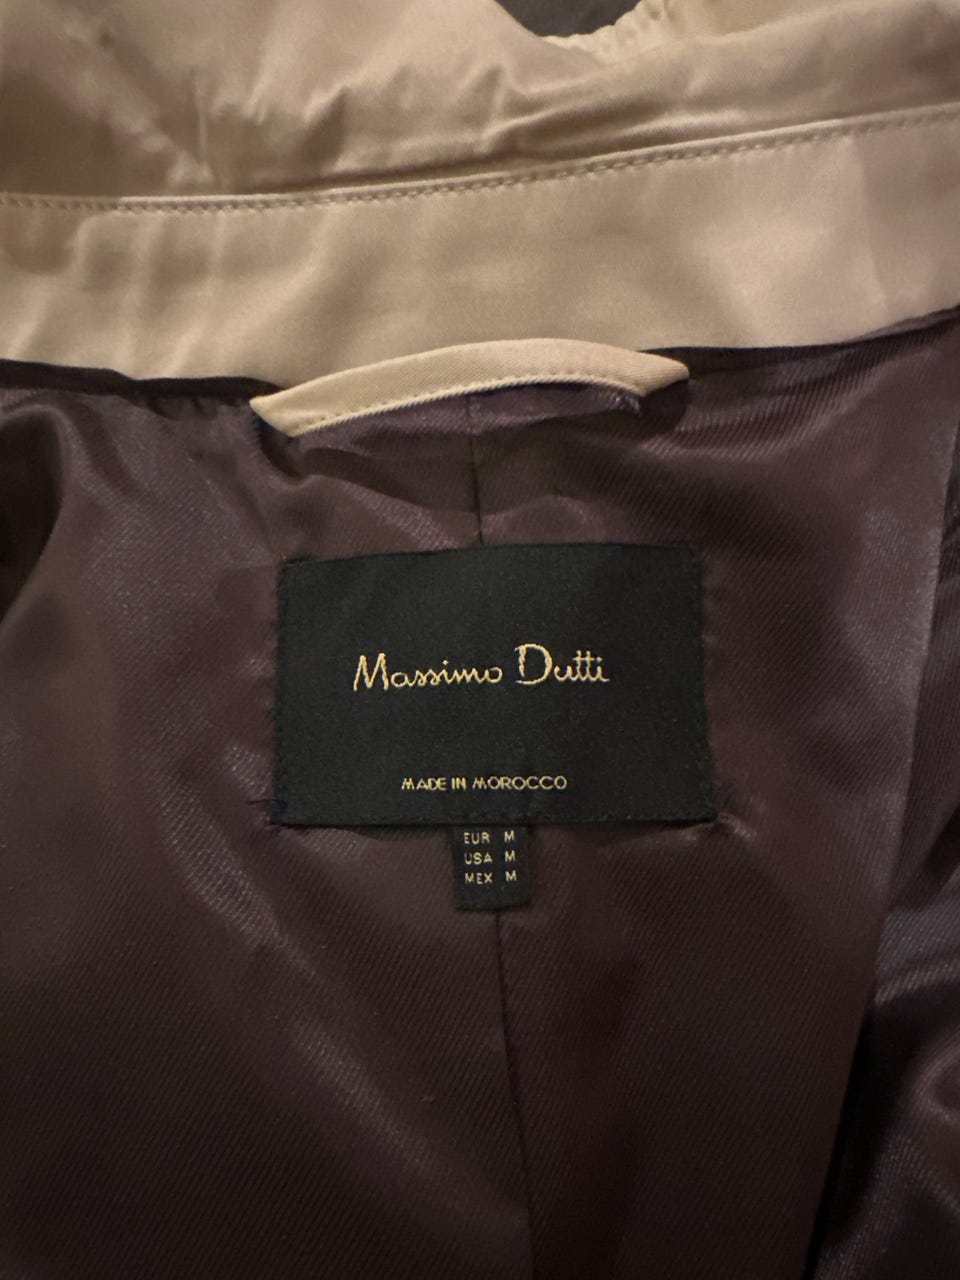 Massimo Dutti
MADE IN MOROCCO
EUR M
USA M
MEX M